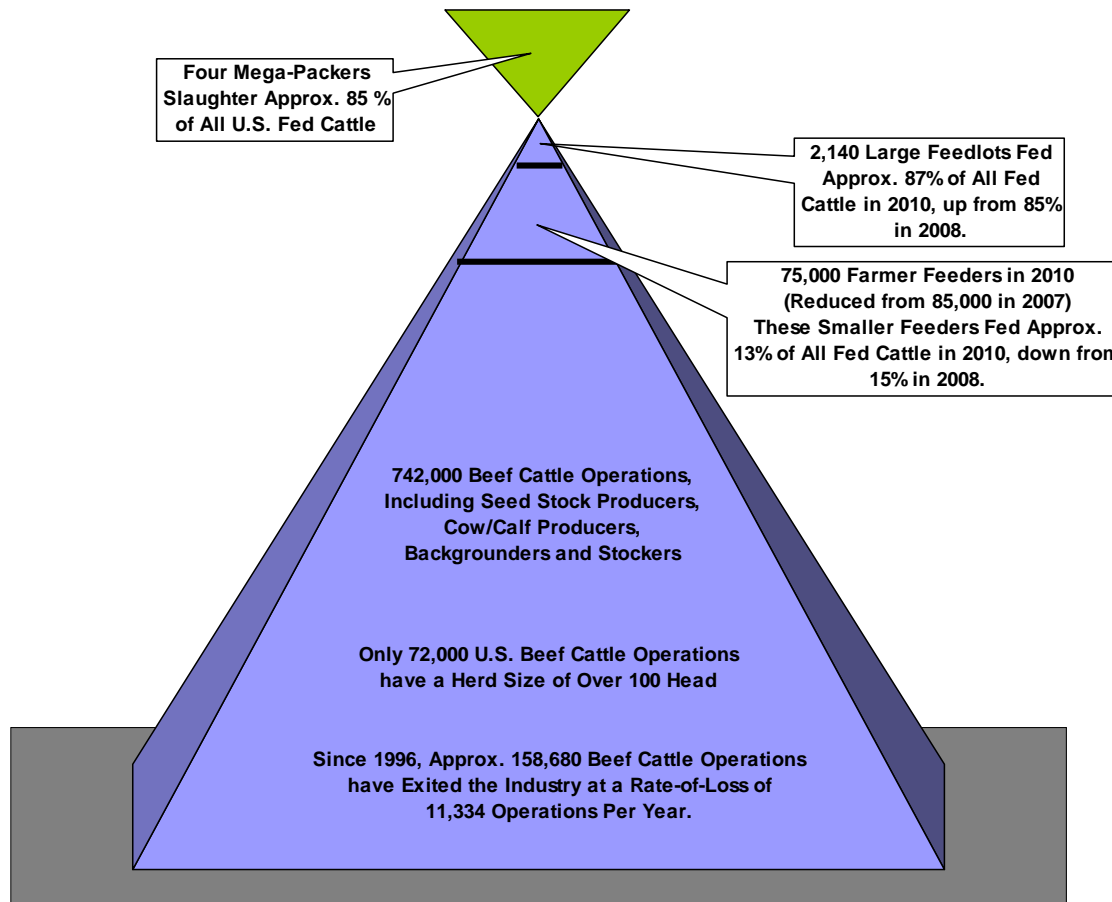 Four Mega-Packers
Slaughter Approx. 85 %
of All U.S. Fed Cattle
2,140 Large Feedlots Fed
Approx. 87% of All Fed
Cattle in 2010, up from 85%
in 2008.
75,000 Farmer Feeders in 2010
(Reduced from 85,000 in 2007)
These Smaller Feeders Fed Approx.
13% of All Fed Cattle in 2010, down from
15% in 2008.
742,000 Beef Cattle Operations,
Including Seed Stock Producers,
Cow/Calf Producers,
Backgrounders and Stockers
Only 72,000 U.S. Beef Cattle Operations
have a Herd Size of Over 100 Head
Since 1996, Approx. 158,680 Beef Cattle Operations
have Exited the Industry at a Rate-of-Loss of
11,334 Operations Per Year.